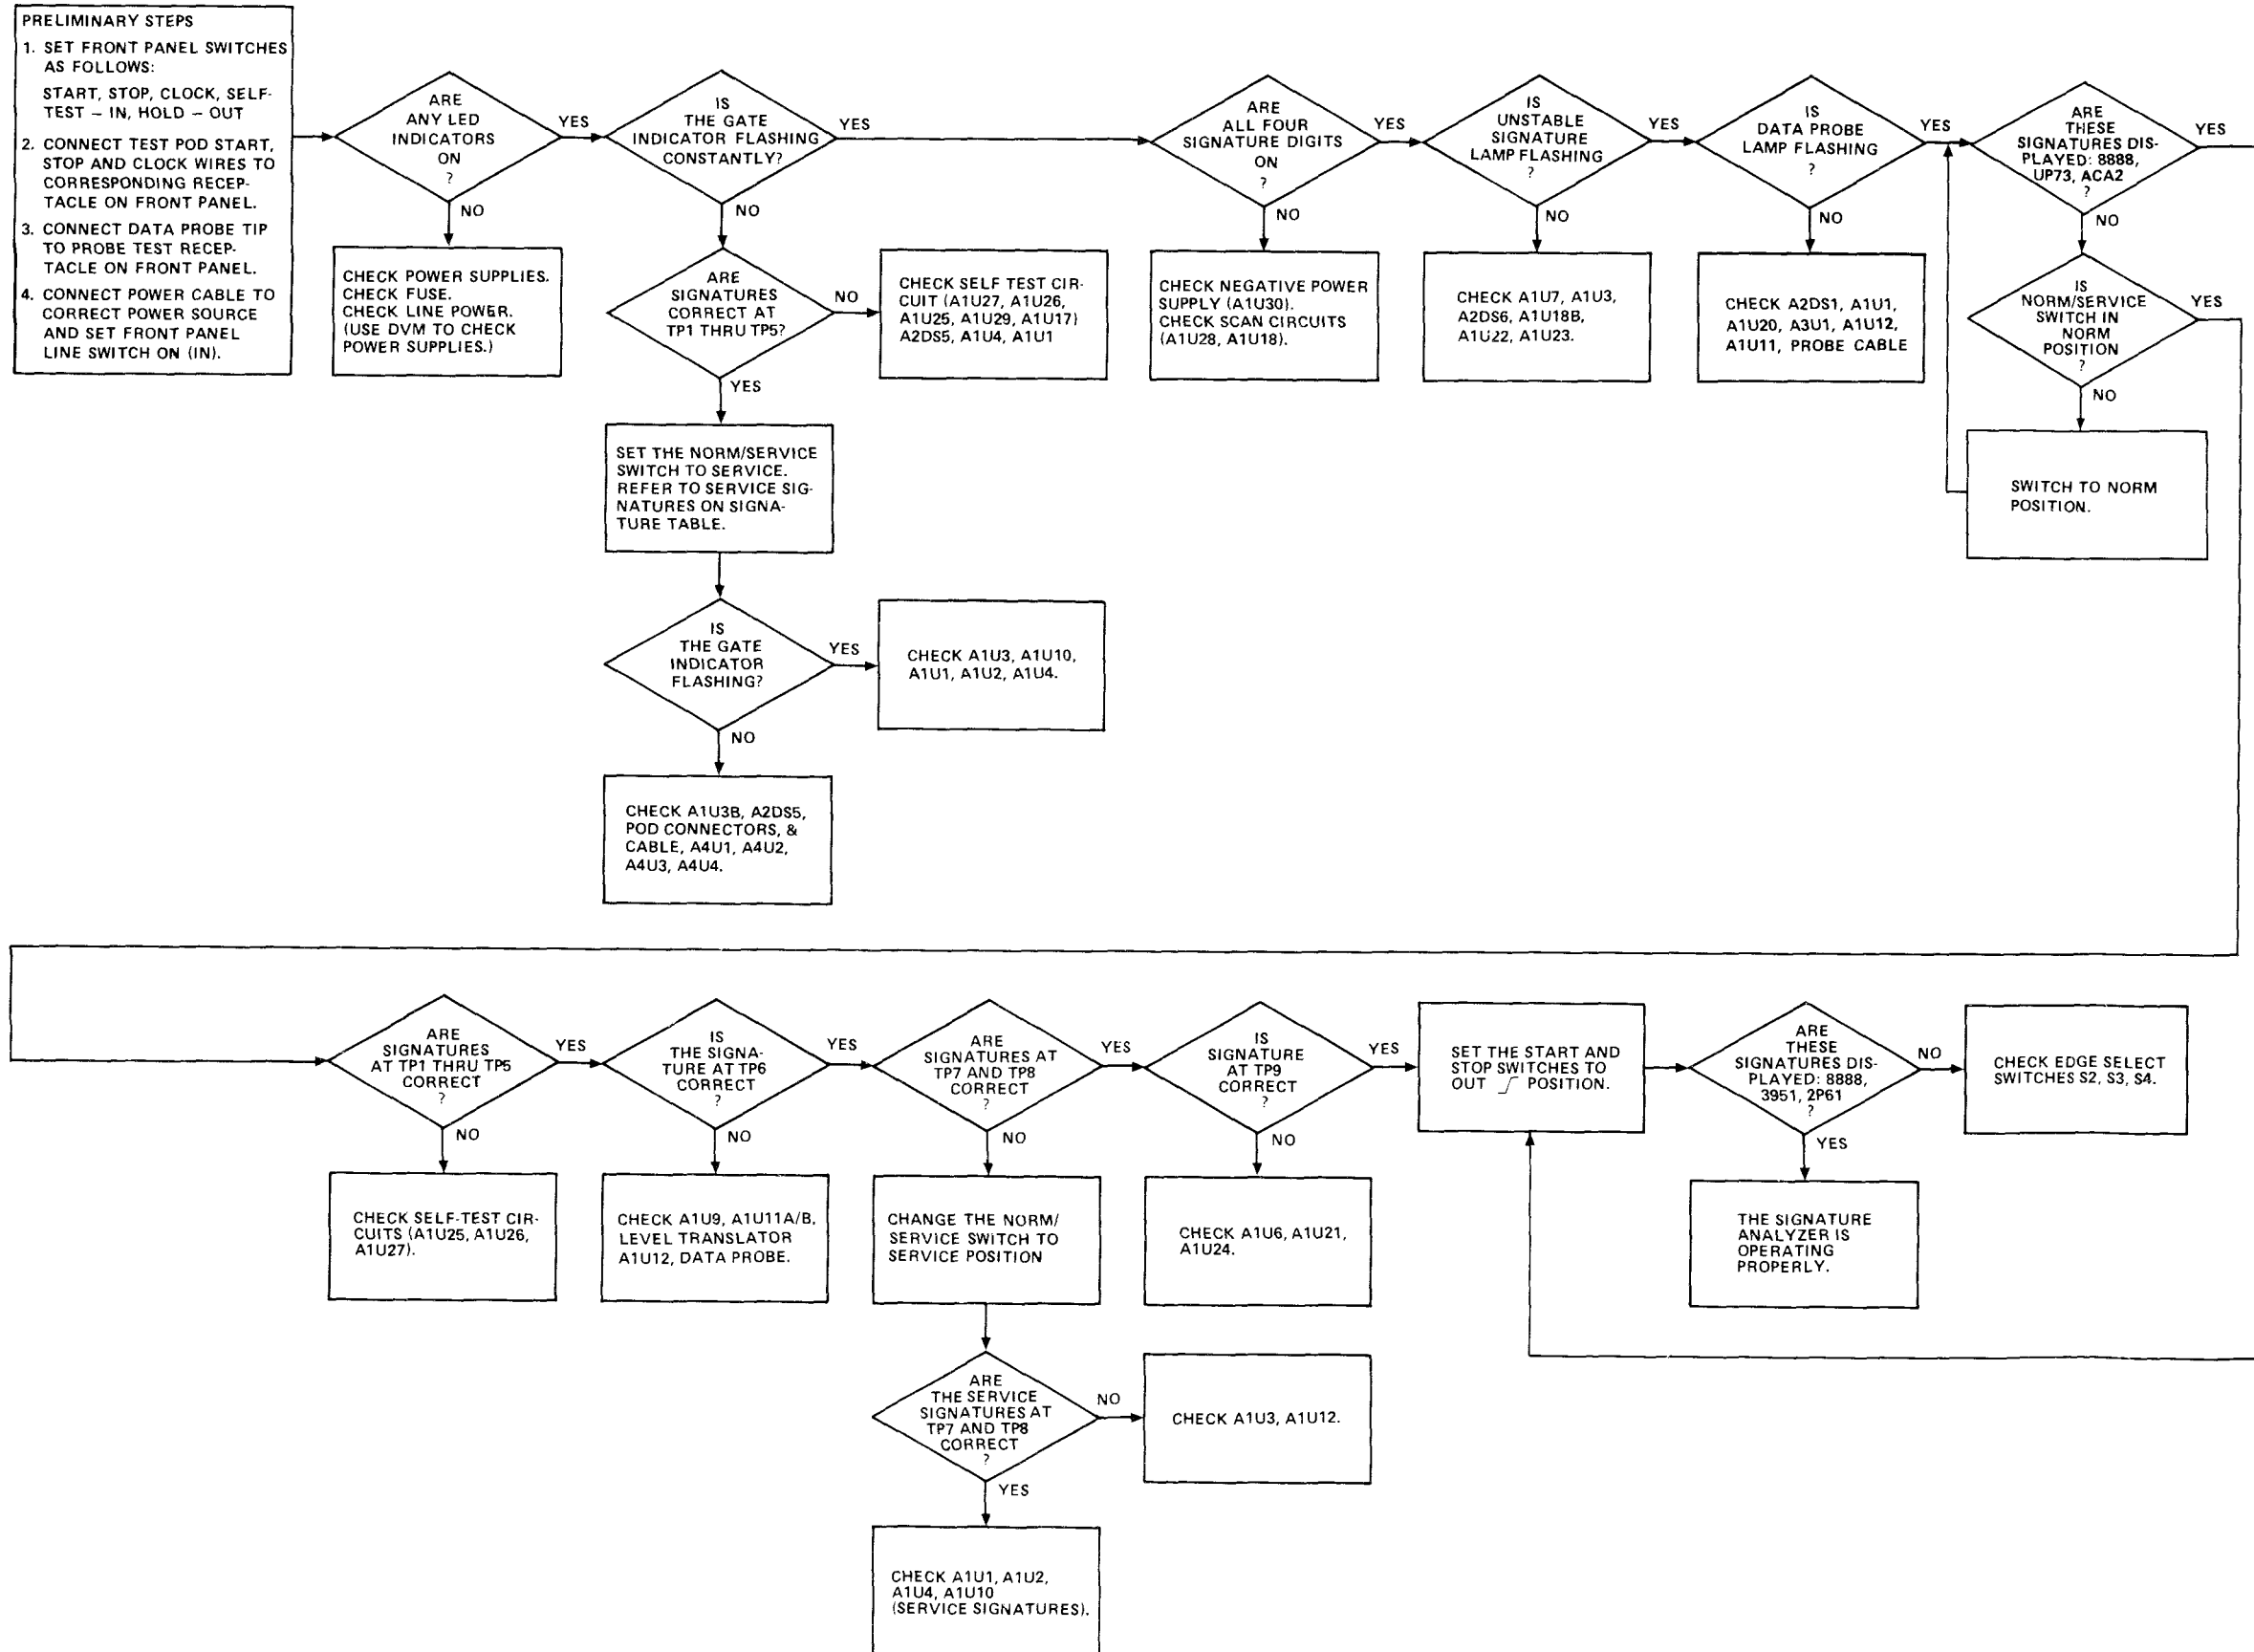 PRELIMINARY STEPS
1. SET FRONT PANEL SWITCHES
AS FOLLOWS:
START, STOP, CLOCK, SELF-
TEST – IN, HOLD – OUT
2. CONNECT TEST POD START,
STOP AND CLOCK WIRES TO
CORRESPONDING RECEP-
TACLE ON FRONT PANEL.
3. CONNECT DATA PROBE TIP
TO PROBE TEST RECEP-
TACLE ON FRONT PANEL.
4. CONNECT POWER CABLE TO
CORRECT POWER SOURCE
AND SET FRONT PANEL
LINE SWITCH ON (IN).
ARE
ANY LED
INDICATORS
ON
?
YES
NO
CHECK POWER SUPPLIES.
CHECK FUSE.
CHECK LINE POWER.
(USE DVM TO CHECK
POWER SUPPLIES.)
IS
THE GATE
INDICATOR FLASHING
CONSTANTLY?
YES
NO
ARE
SIGNATURES
CORRECT AT
TP1 THRU TP5?
NO
YES
CHECK SELF TEST CIR-
CUIT (A1U27, A1U26,
A1U25, A1U29, A1U17)
A2DS5, A1U4, A1U1
SET THE NORM/SERVICE
SWITCH TO SERVICE.
REFER TO SERVICE SIG-
NATURES ON SIGNA-
TURE TABLE.
IS
THE GATE
INDICATOR
FLASHING?
YES
NO
CHECK A1U3, A1U10,
A1U1, A1U2, A1U4.
CHECK A1U3B, A2DS5,
POD CONNECTORS, &
CABLE, A4U1, A4U2,
A4U3, A4U4.
ARE
ALL FOUR
SIGNATURE DIGITS
ON
?
YES
NO
CHECK NEGATIVE POWER
SUPPLY (A1U30).
CHECK SCAN CIRCUITS
(A1U28, A1U18).
IS
UNSTABLE
SIGNATURE
LAMP FLASHING
?
YES
NO
CHECK A1U7, A1U3,
A2DS6, A1U18B,
A1U22, A1U23.
IS
DATA PROBE
LAMP FLASHING
?
YES
NO
CHECK A2DS1, A1U1,
A1U20, A3U1, A1U12,
A1U11, PROBE CABLE
ARE
THESE
SIGNATURES DIS-
PLAYED: 8888,
UP73, ACA2
?
YES
NO
IS
NORM/SERVICE
SWITCH IN
NORM
POSITION
?
YES
NO
SWITCH TO NORM
POSITION.
ARE
SIGNATURES
AT TP1 THRU TP5
CORRECT
?
YES
NO
CHECK SELF-TEST CIR-
CUITS (A1U25, A1U26,
A1U27).
IS
THE SIGNA-
TURE AT TP6
CORRECT
?
YES
NO
CHECK A1U9, A1U11A/B,
LEVEL TRANSLATOR
A1U12, DATA PROBE.
ARE
SIGNATURES AT
TP7 AND TP8
CORRECT
?
YES
NO
CHANGE THE NORM/
SERVICE SWITCH TO
SERVICE POSITION
ARE
THE SERVICE
SIGNATURES AT
TP7 AND TP8
CORRECT
?
NO
YES
CHECK A1U3, A1U12.
CHECK A1U1, A1U2,
A1U4, A1U10
(SERVICE SIGNATURES).
IS
SIGNATURE
AT TP9
CORRECT
?
YES
NO
CHECK A1U6, A1U21,
A1U24.
SET THE START AND
STOP SWITCHES TO
OUT POSITION.
ARE
THESE
SIGNATURES DIS-
PLAYED: 8888,
3951, 2P61
?
NO
YES
CHECK EDGE SELECT
SWITCHES S2, S3, S4.
THE SIGNATURE
ANALYZER IS
OPERATING
PROPERLY.